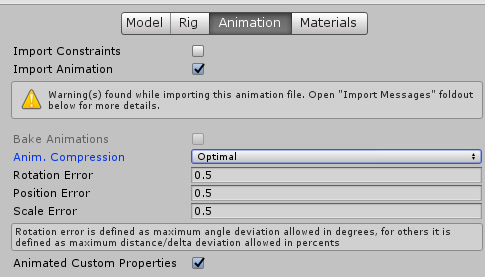 Model Rig Animation Materials
Import Constraints
Import Animation
Warning(s) found while importing this animation file. Open "Import Messages" foldout
below for more details.
Bake Animations
Anim. Compression Optimal
Rotation Error 0.5
Position Error 0.5
Scale Error 0.5
Rotation error is defined as maximum angle deviation allowed in degrees, for others it is
defined as maximum distance/delta deviation allowed in percents
Animated Custom Properties